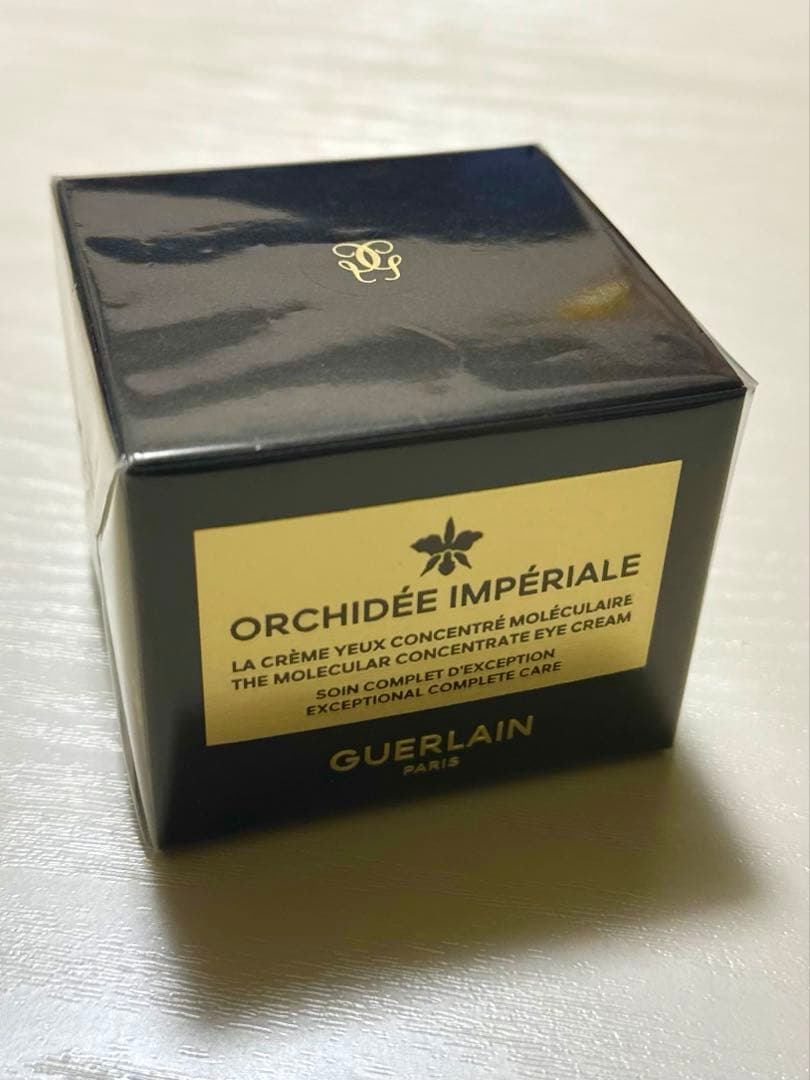 ORCHIDÉE IMPÉRIALE
LA CRÈME YEUX CONCENTRÉ MOLÉCULAIRE
THE MOLECULAR CONCENTRATE EYE CREAM
SOIN COMPLET D'EXCEPTION
EXCEPTIONAL COMPLETE CARE
GUERLAIN
PARIS